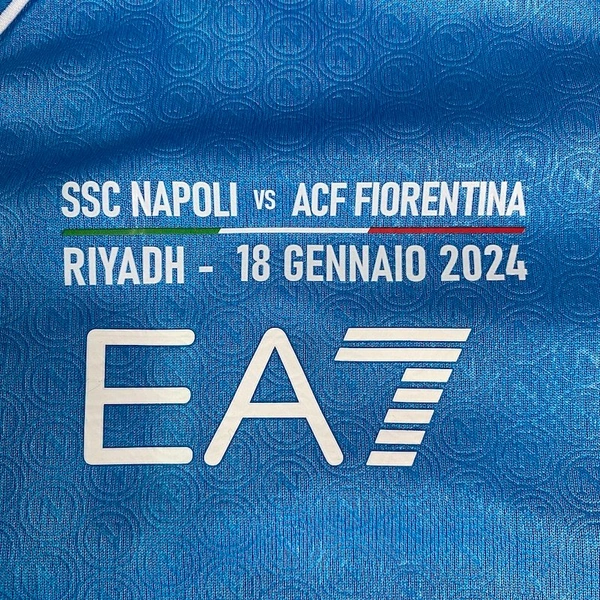 SSC NAPOLI VS ACF FIORENTINA
RIYADH - 18 GENNAIO 2024
EA7